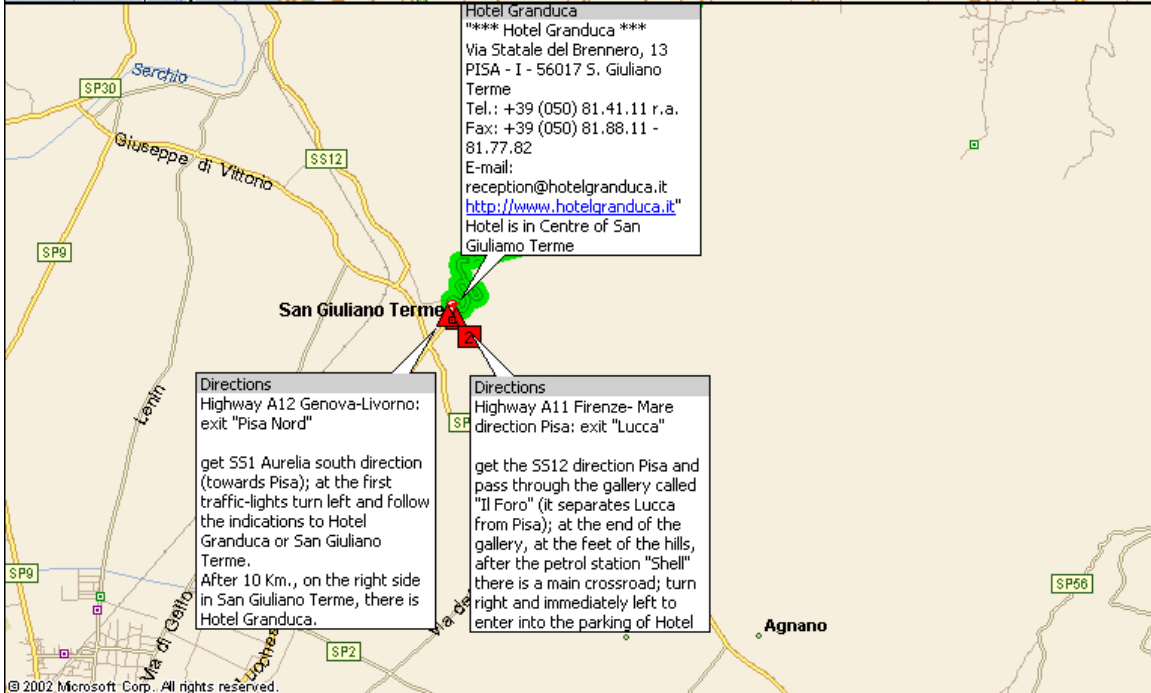 Hotel Granduca
"*** Hotel Granduca ***
Via Statale del Brennero, 13
PISA - I - 56017 S. Giuliano
Terme
Tel.: +39 (050) 81.41.11 r.a.
Fax: +39 (050) 81.88.11 -
81.77.82
E-mail:
reception@hotelgranduca.it
http://www.hotelgranduca.it"
Hotel is in Centre of San
Giuliamo Terme
Serchio
SP30
Giuseppe di Vittorio
SS12
SP9
San Giuliano Terme
2
Directions
Highway A12 Genova-Livorno:
exit "Pisa Nord"
get SS1 Aurelia south direction
(towards Pisa); at the first
traffic-lights turn left and follow
the indications to Hotel
Granduca or San Giuliano
Terme.
After 10 Km., on the right side
in San Giuliano Terme, there is
Hotel Granduca.
Directions
Highway A11 Firenze- Mare
direction Pisa: exit "Lucca"
get the SS12 direction Pisa and
pass through the gallery called
"Il Foro" (it separates Lucca
from Pisa); at the end of the
gallery, at the feet of the hills,
after the petrol station "Shell"
there is a main crossroad; turn
right and immediately left to
enter into the parking of Hotel
Lenin
SP
SP9
SP56
Via di Gello
Lucches
Via de
SP2
Agnano
© 2002 Microsoft Corp. All rights reserved.